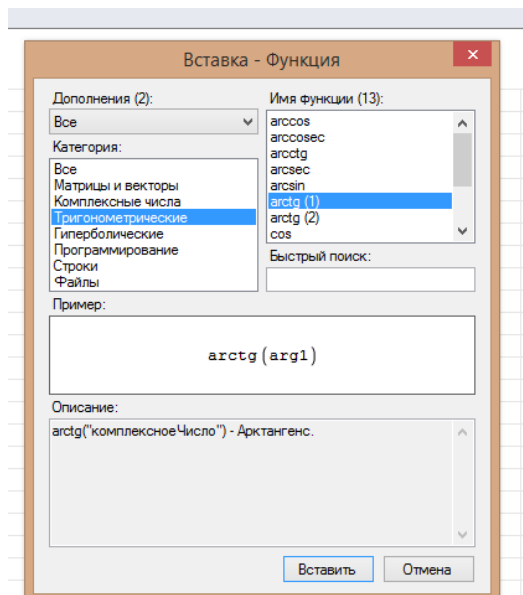 Вставка - Функция
Дополнения (2):
Все
Категория:
Все
Матрицы и векторы
Комплексные числа
Тригонометрические
Гиперболические
Программирование
Строки
Файлы
Имя функции (13):
arccos
arccosec
arcctg
arcsec
arcsin
arctg (1)
arctg (2)
cos
Быстрый поиск:
Пример:
arctg(arg1)
Описание:
arctg("комплексноеЧисло") - Арктангенс.
Вставить
Отмена